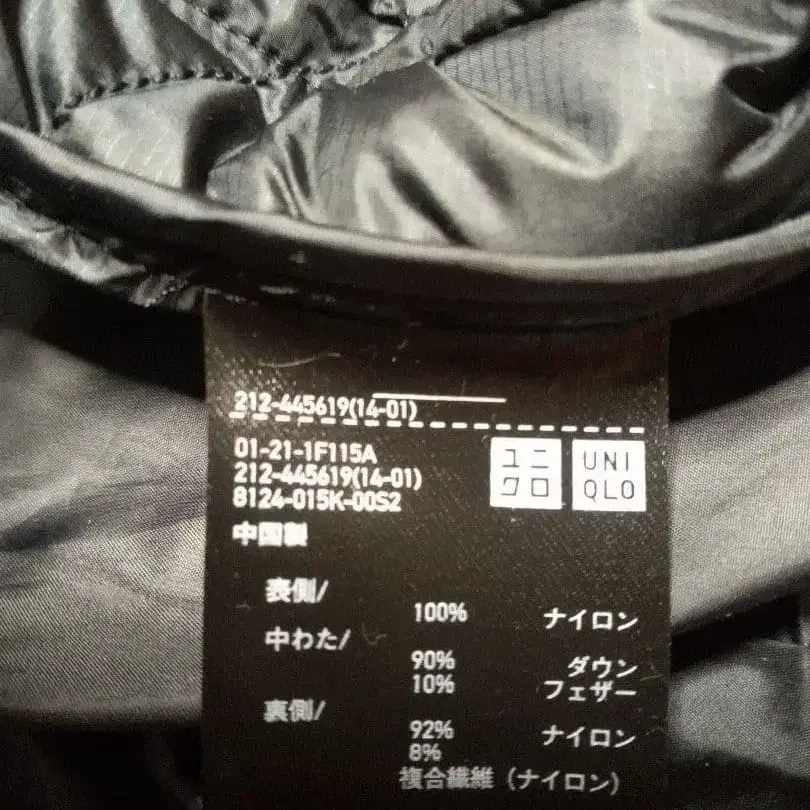 212-445619(14-01)
01-21-1F115A
212-445619(14-01)
8124-015K-00S2
ユニ
クロ
UNI
QLO
中国製
表側/
100% ナイロン
中わた/
90% ダウン
10% フェザー
裏側/
92% ナイロン
8%
複合繊維(ナイロン)